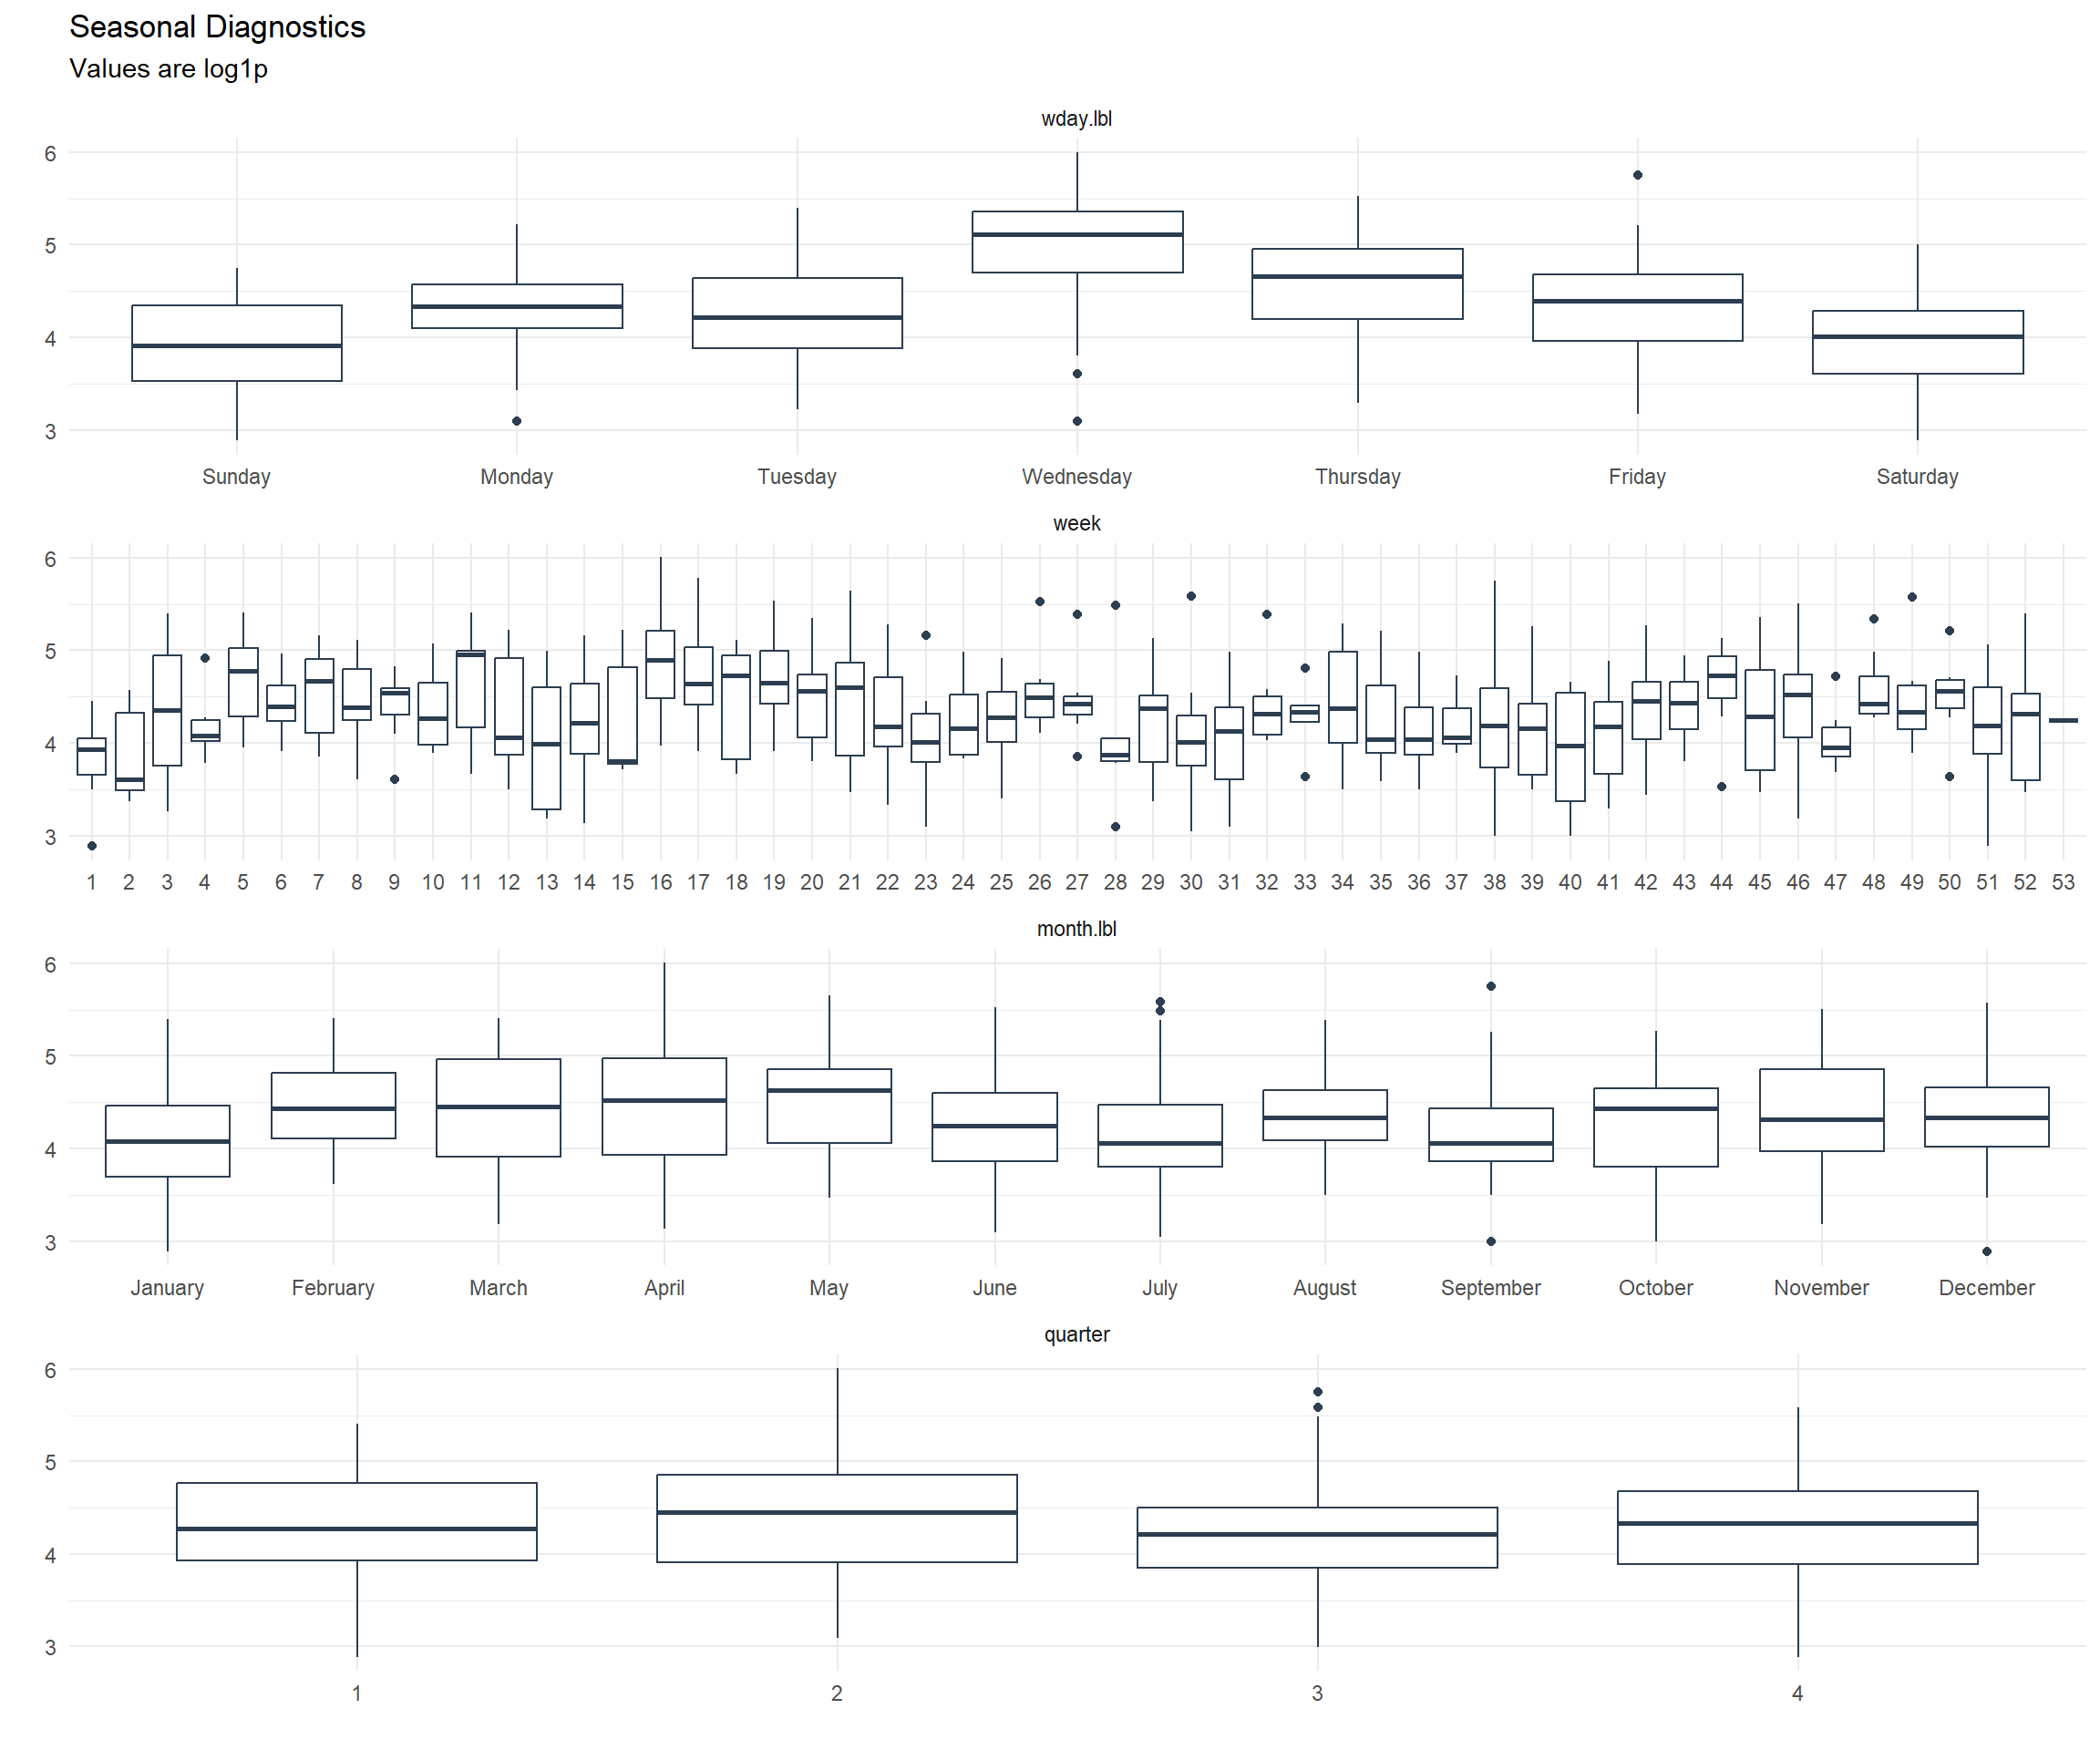 Seasonal Diagnostics
Values are log1p
wday.lbl
6
5
4
3
Sunday Monday Tuesday Wednesday Thursday Friday Saturday
week
6
5
4
3
1 2 3 4 5 6 7 8 9 10 11 12 13 14 15 16 17 18 19 20 21 22 23 24 25 26 27 28 29 30 31 32 33 34 35 36 37 38 39 40 41 42 43 44 45 46 47 48 49 50 51 52 53
month.lbl
6
5
4
3
January February March April May June July August September October November December
quarter
6
5
4
3
1 2 3 4